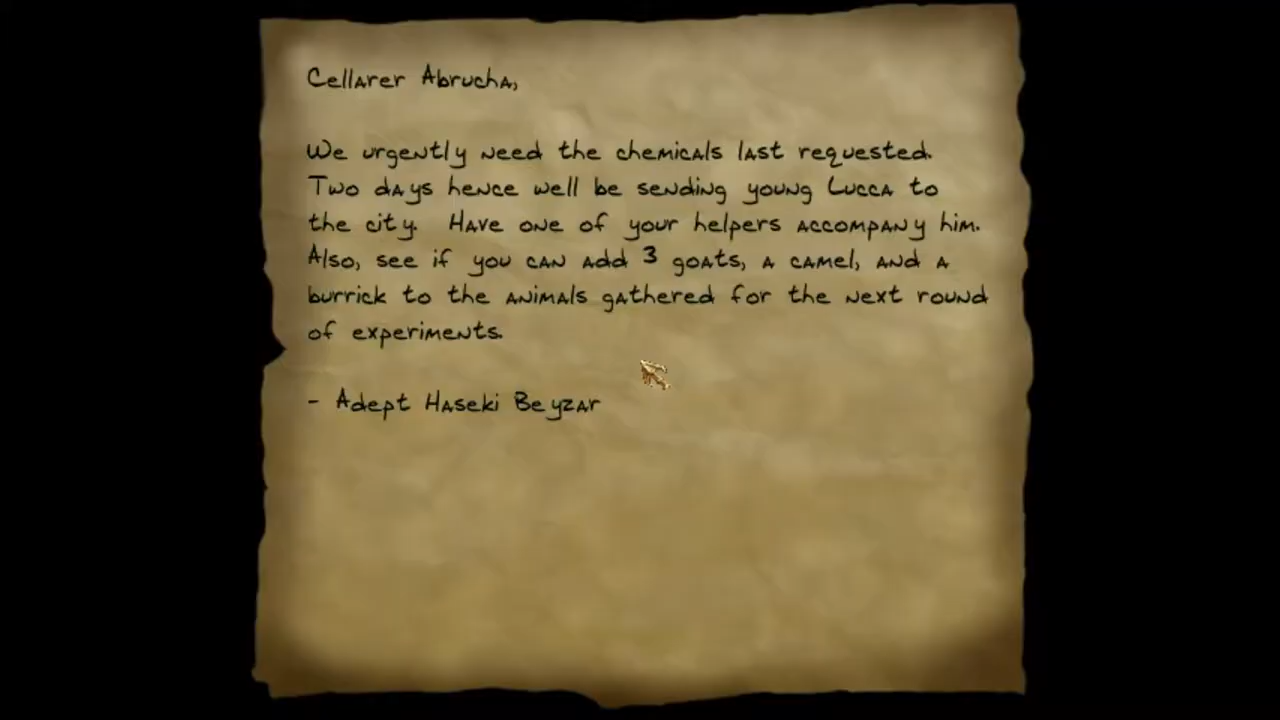 Cellarer Abrucha,
We urgently need the chemicals last requested.
Two days hence well be sending young Lucca to
the city. Have one of your helpers accompany him.
Also, see if you can add 3 goats, a camel, and a
burrick to the animals gathered for the next round
of experiments.
- Adept Haseki Beyzar